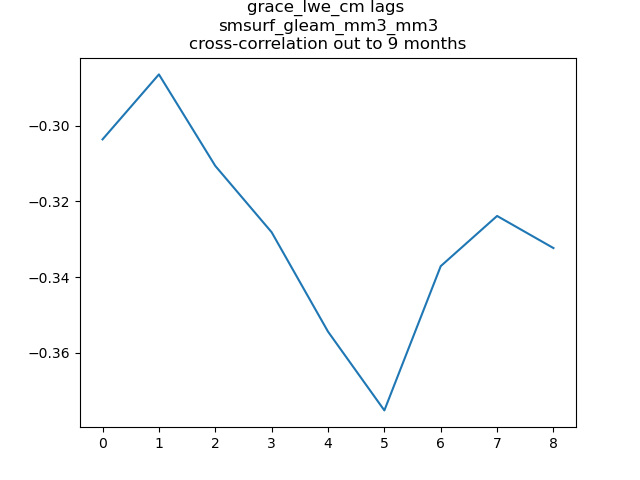 grace_lwe_cm lags
smsurf_gleam_mm3_mm3
cross-correlation out to 9 months
−0.30
−0.32
−0.34
−0.36
0 1 2 3 4 5 6 7 8